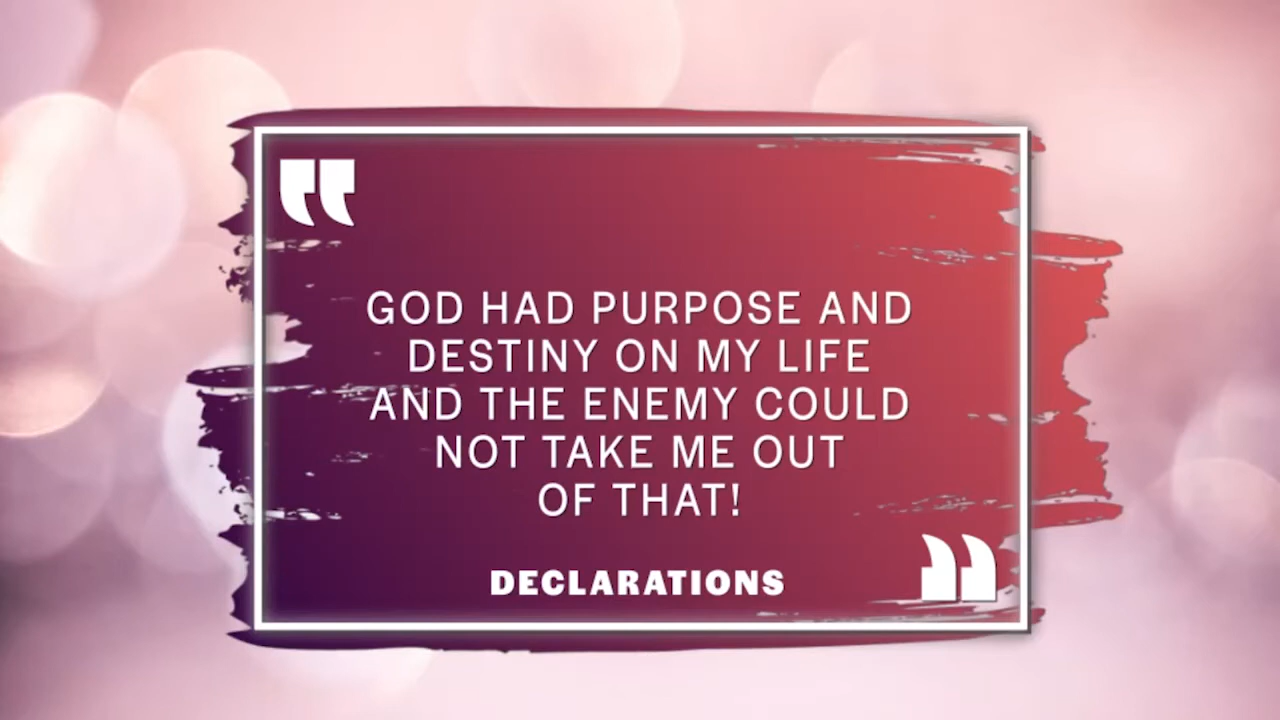 GOD HAD PURPOSE AND
DESTINY ON MY LIFE
AND THE ENEMY COULD
NOT TAKE ME OUT
OF THAT!
DECLARATIONS